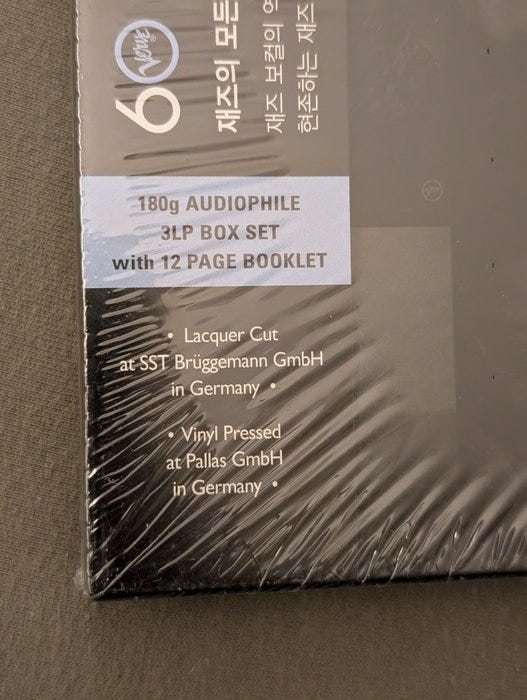 Verve
60
재즈의 모든
재즈 보컬의
현존하는 재즈
180g AUDIOPHILE
3LP BOX SET
with 12 PAGE BOOKLET
• Lacquer Cut
at SST Brüggemann GmbH
in Germany •
• Vinyl Pressed
at Pallas GmbH
in Germany •